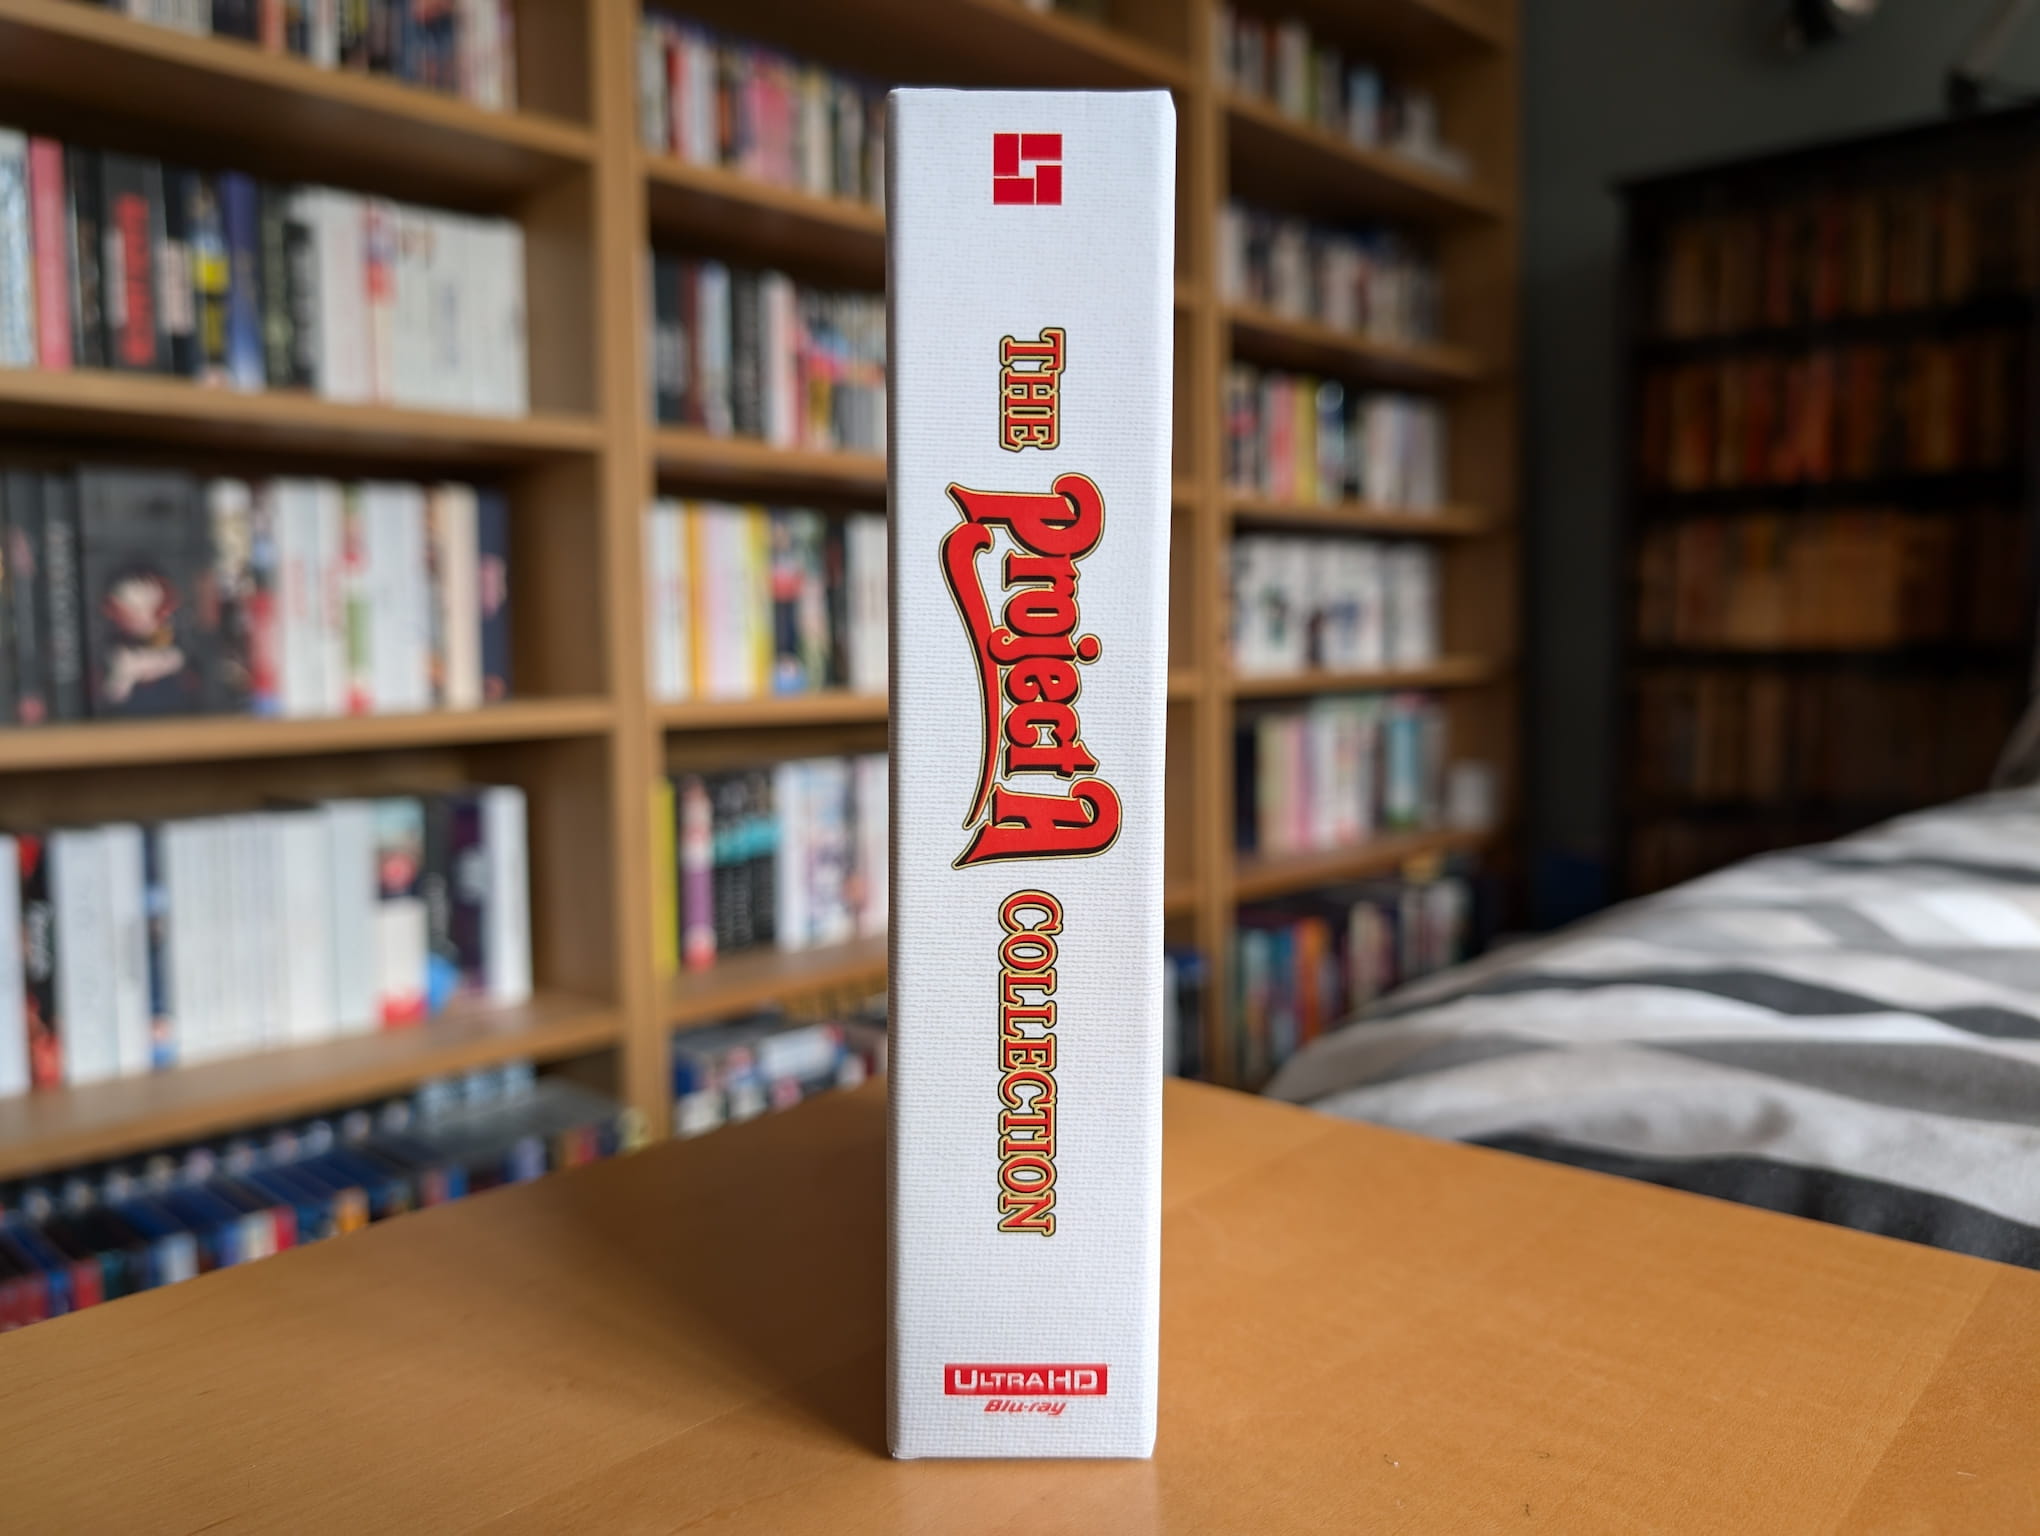 THE
Project A
COLLECTION
ULTRA HD
Blu-ray